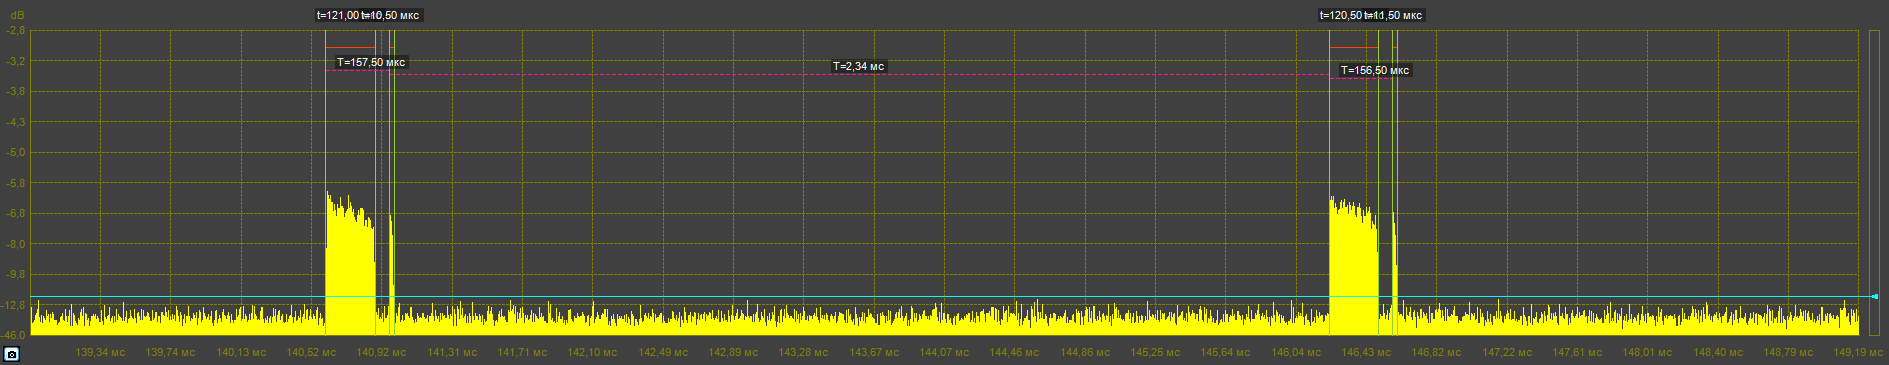 dB
t=121,00 t=10,50 мкс
t=120,50 t=11,50 мкс
-2,8
-3,2
-3,8
-4,3
-5,0
-5,8
-6,8
-8,0
-9,8
-12,8
-46,0
T=157,50 мкс
T=2,34 мс
T=156,50 мкс
139,34 мс
139,74 мс
140,13 мс
140,52 мс
140,92 мс
141,31 мс
141,71 мс
142,10 мс
142,49 мс
142,89 мс
143,28 мс
143,67 мс
144,07 мс
144,46 мс
144,86 мс
145,25 мс
145,64 мс
146,04 мс
146,43 мс
146,82 мс
147,22 мс
147,61 мс
148,01 мс
148,40 мс
148,79 мс
149,19 мс